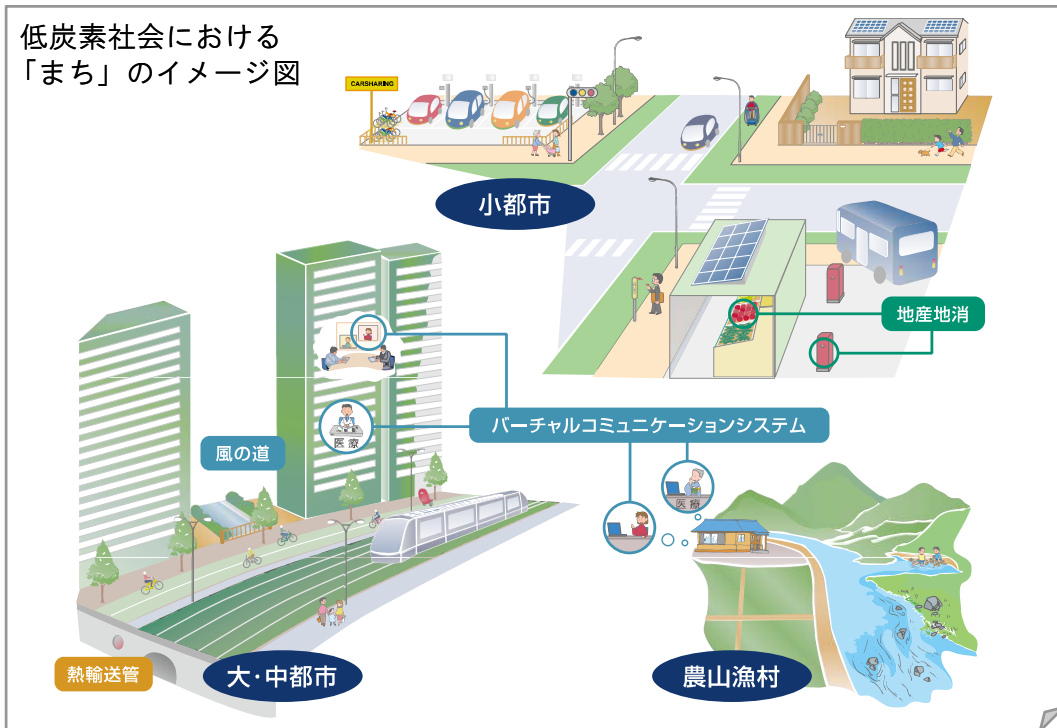 低炭素社会における
「まち」のイメージ図
CARSHARING
小都市
地産地消
バーチャルコミュニケーションシステム
医療
風の道
医療
熱輸送管
大・中都市
農山漁村